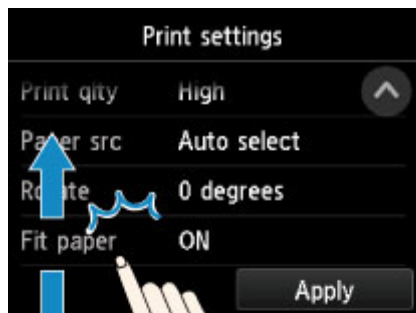 Print settings
Print qlty High
Paper src Auto select
Rotate 0 degrees
Fit paper ON
Apply